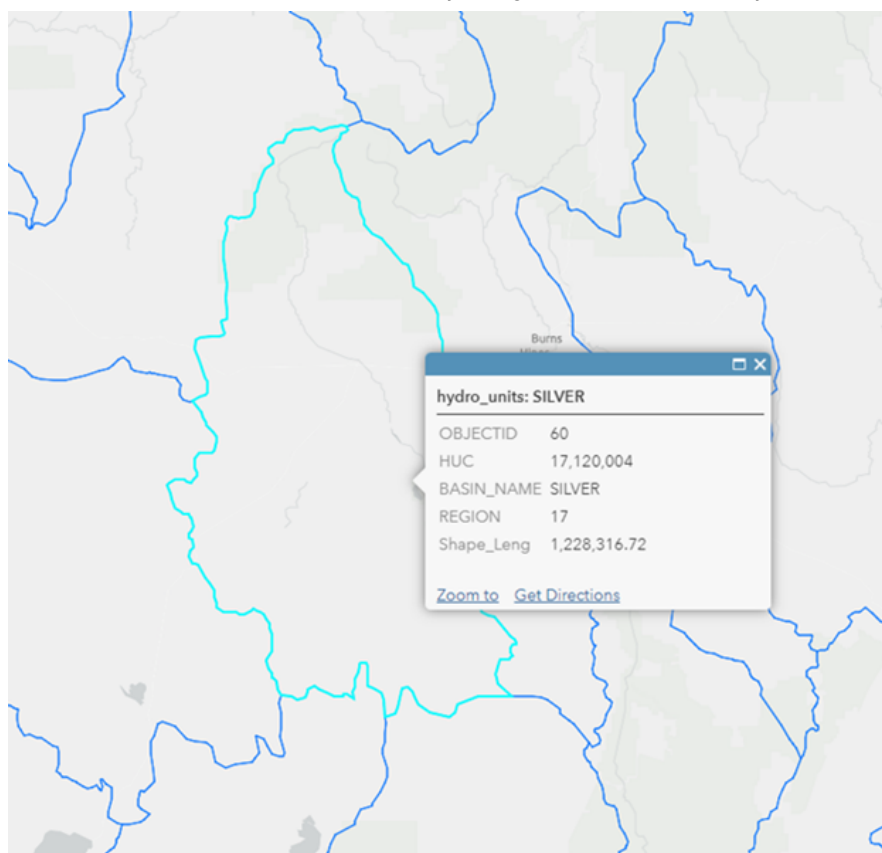 Burns
hydro_units: SILVER
OBJECTID 60
HUC 17,120,004
BASIN_NAME SILVER
REGION 17
Shape_Leng 1,228,316.72
Zoom to Get Directions